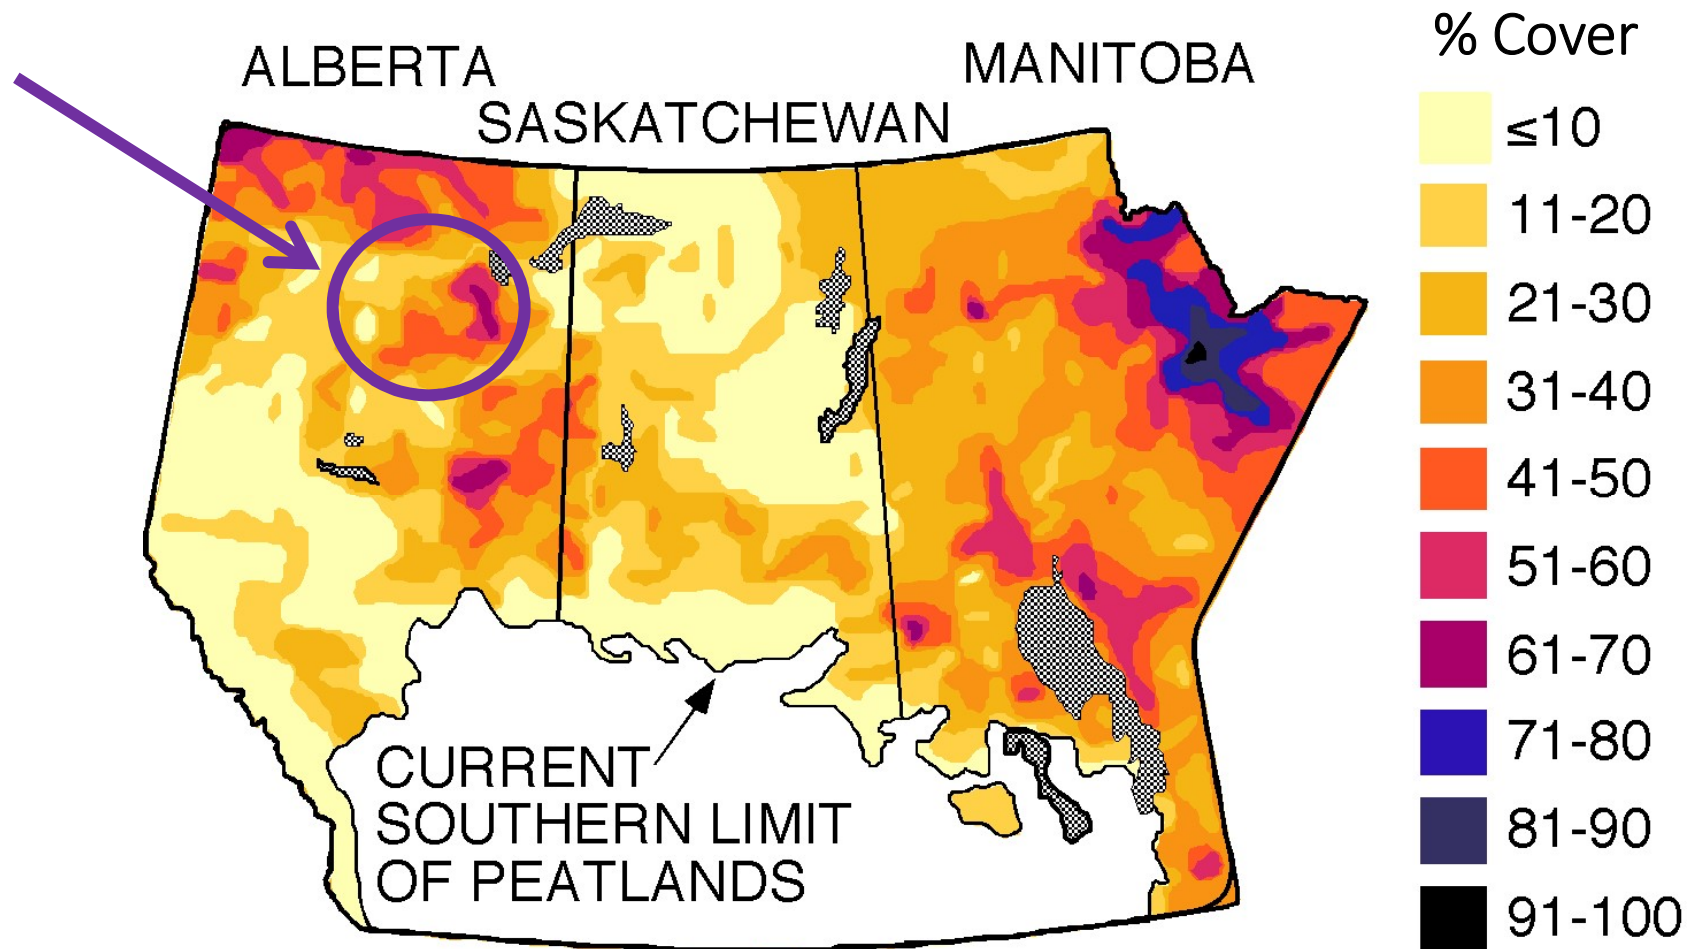 ALBERTA
SASKATCHEWAN
MANITOBA
CURRENT
SOUTHERN LIMIT
OF PEATLANDS
% Cover
≤10
11-20
21-30
31-40
41-50
51-60
61-70
71-80
81-90
91-100